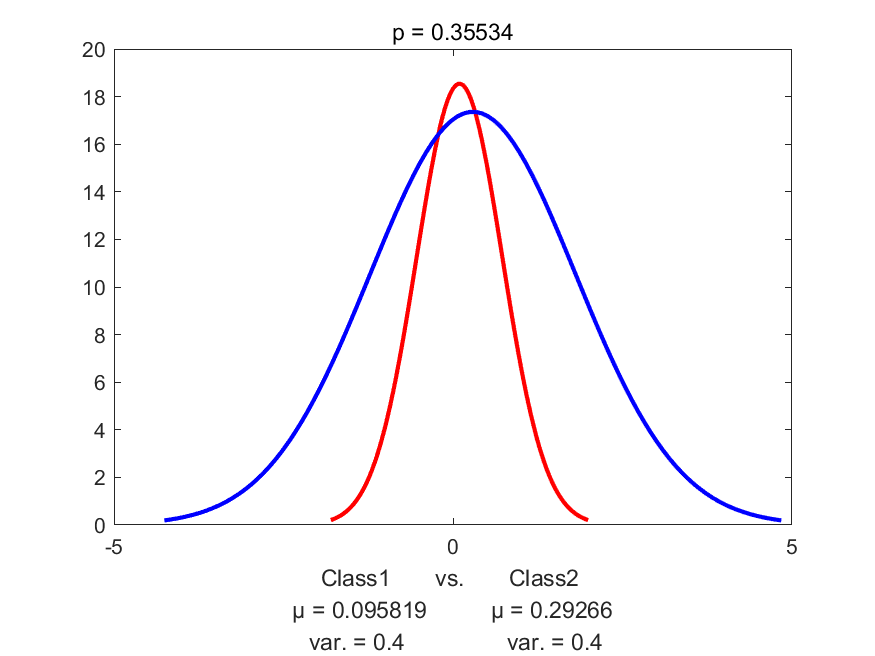 p = 0.35534
20
18
16
14
12
10
8
6
4
2
0
-5 0 5
Class1 vs. Class2
μ = 0.095819 μ = 0.29266
var. = 0.4 var. = 0.4